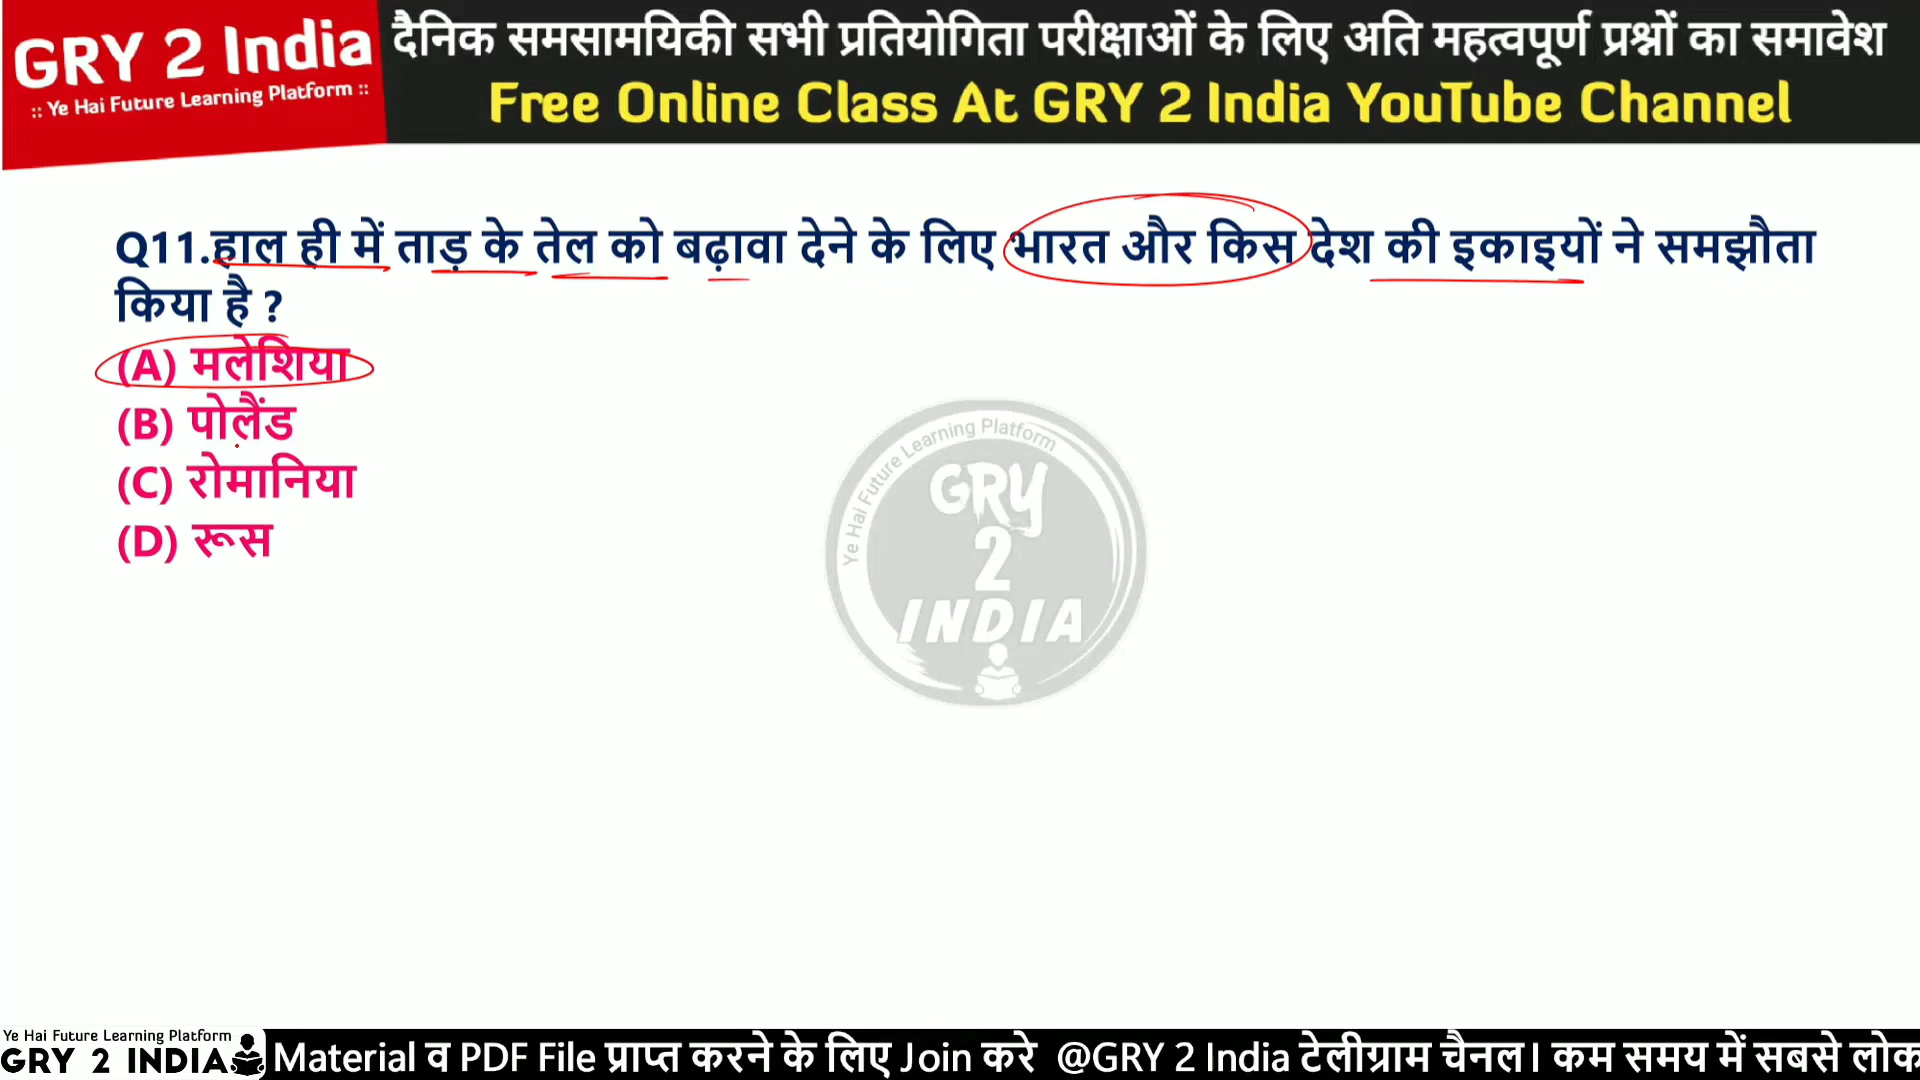 GRY 2 India
:: Ye Hai Future Learning Platform ::
दैनिक समसामयिकी सभी प्रतियोगिता परीक्षाओं के लिए अति महत्वपूर्ण प्रश्नों का समावेश
Free Online Class At GRY 2 India YouTube Channel
Q11.हाल ही में ताड़ के तेल को बढ़ावा देने के लिए भारत और किस देश की इकाइयों ने समझौता
किया है ?
(A) मलेशिया
(B) पोलैंड
(C) रोमानिया
(D) रूस
Ye Hai Future Learning Platform
GRY
2
INDIA
Ye Hai Future Learning Platform
GRY 2 INDIA
Material व PDF File प्राप्त करने के लिए Join करे @GRY 2 India टेलीग्राम चैनल। कम समय में सबसे लोक